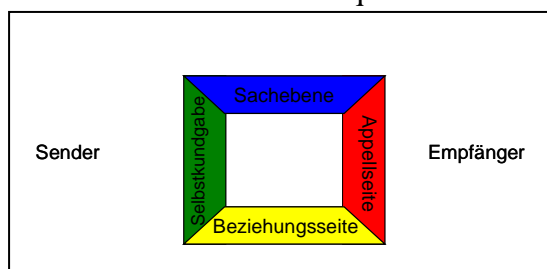 Sachebene
Sender
Selbstkundgabe
Appellseite
Empfänger
Beziehungsseite